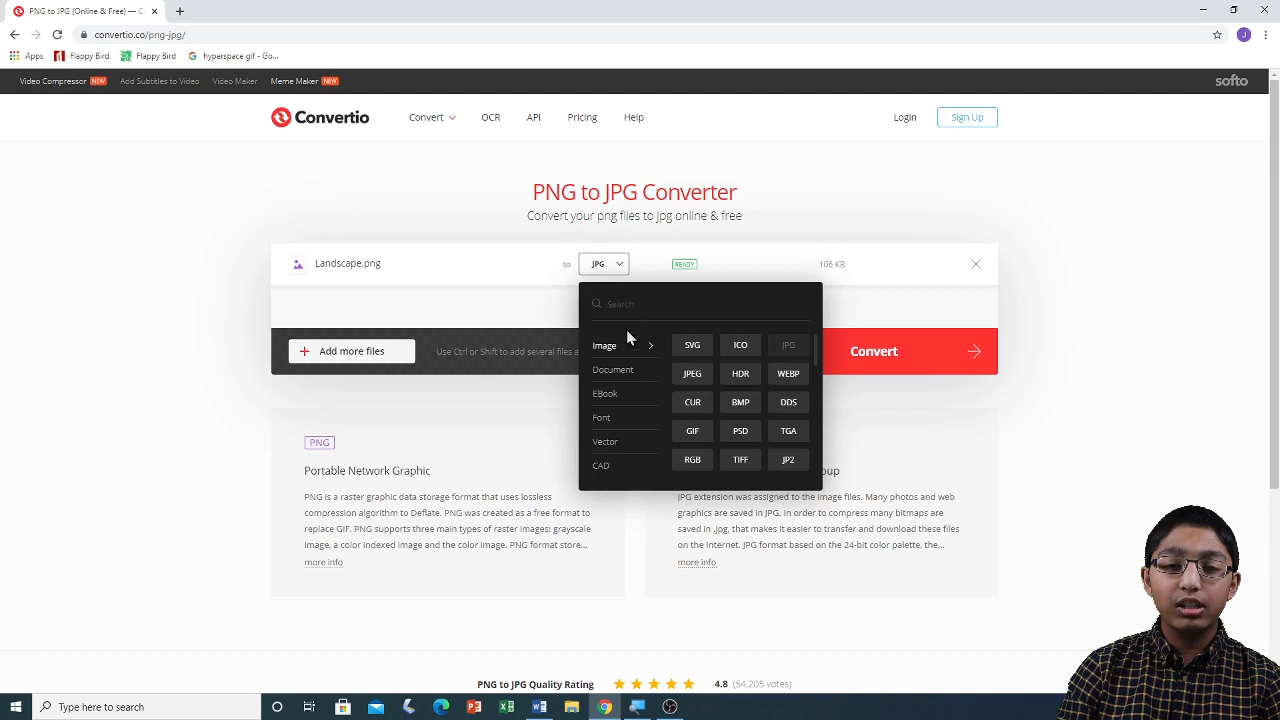 PNG to JPG (Online & Free) — C
convertio.co/png-jpg/
J
Apps Flappy Bird Flappy Bird hyperspace gif - Go...
Video Compressor NEW Add Subtitles to Video Video Maker Meme Maker NEW softo
Convertio Convert OCR API Pricing Help Login Sign Up
PNG to JPG Converter
Convert your png files to jpg online & free
Landscape.png to JPG READY 106 KB
Search
Add more files Use Ctrl or Shift to add several files a Convert
Image
Document
EBook
Font
Vector
CAD
SVG ICO JPG
JPEG HDR WEBP
CUR BMP DDS
GIF PSD TGA
RGB TIFF JP2
PNG
Portable Network Graphic
PNG is a raster graphic data storage format that uses lossless
compression algorithm to Deflate. PNG was created as a free format to
replace GIF. PNG supports three main types of raster images: grayscale
image, a color indexed image and the color image. PNG format store...
more info
oup
JPG extension was assigned to the image files. Many photos and web
graphics are saved in JPG. In order to compress many bitmaps are
saved in .jpg, that makes it easier to transfer and download these files
on the Internet. JPG format based on the 24-bit color palette, the...
more info
PNG to JPG Quality Rating 4.8 (54,205 votes)
Type here to search